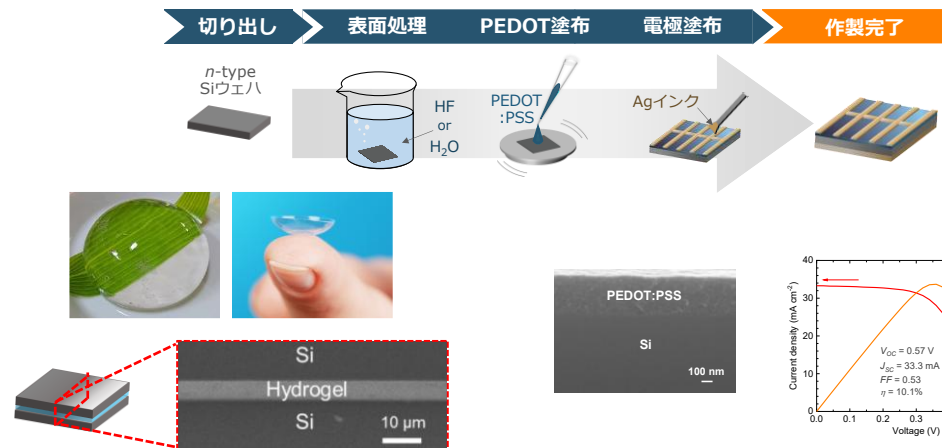 切り出し
表面処理
PEDOT塗布
電極塗布
作製完了
n-type
Siウェハ
HF
or
H₂O
PEDOT
:PSS
Agインク
PEDOT:PSS
Si
100 nm
Si
Hydrogel
Si
10 μm
Current density (mA cm⁻²)
40
30
20
10
0
V_OC = 0.57 V
J_SC = 33.3 mA
FF = 0.53
η = 10.1%
0.0 0.1 0.2 0.3
Voltage (V)